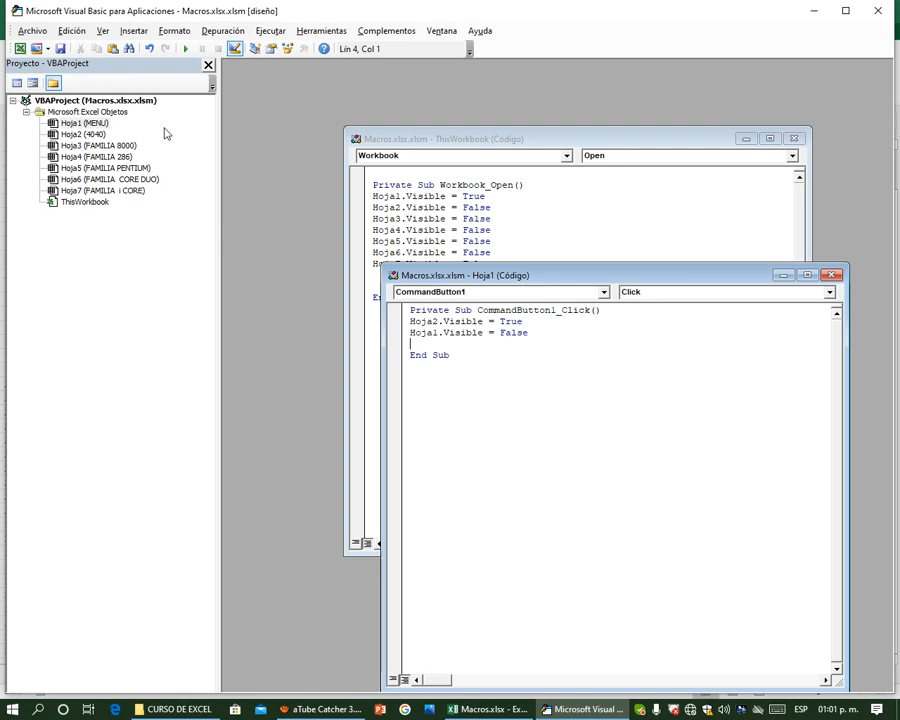 Microsoft Visual Basic para Aplicaciones - Macros.xlsx.xlsm [diseño]
Archivo Edición Ver Insertar Formato Depuración Ejecutar Herramientas Complementos Ventana Ayuda
Lín 4, Col 1
Proyecto - VBAProject
VBAProject (Macros.xlsx.xlsm)
Microsoft Excel Objetos
Hoja1 (MENU)
Hoja2 (4040)
Hoja3 (FAMILIA 8000)
Hoja4 (FAMILIA 286)
Hoja5 (FAMILIA PENTIUM)
Hoja6 (FAMILIA CORE DUO)
Hoja7 (FAMILIA i CORE)
ThisWorkbook
Macros.xlsx.xlsm - ThisWorkbook (Código)
Workbook Open
Private Sub Workbook_Open()
Hoja1.Visible = True
Hoja2.Visible = False
Hoja3.Visible = False
Hoja4.Visible = False
Hoja5.Visible = False
Hoja6.Visible = False
Macros.xlsx.xlsm - Hoja1 (Código)
CommandButton1 Click
Private Sub CommandButton1_Click()
Hoja2.Visible = True
Hoja1.Visible = False
End Sub
CURSO DE EXCEL aTube Catcher 3.... Macros.xlsx - Ex... Microsoft Visual ... ESP 01:01 p. m.